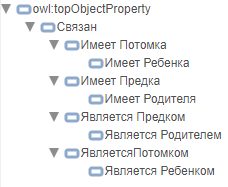 owl:topObjectProperty
Связан
Имеет Потомка
Имеет Ребенка
Имеет Предка
Имеет Родителя
Является Предком
Является Родителем
ЯвляетсяПотомком
Является Ребенком